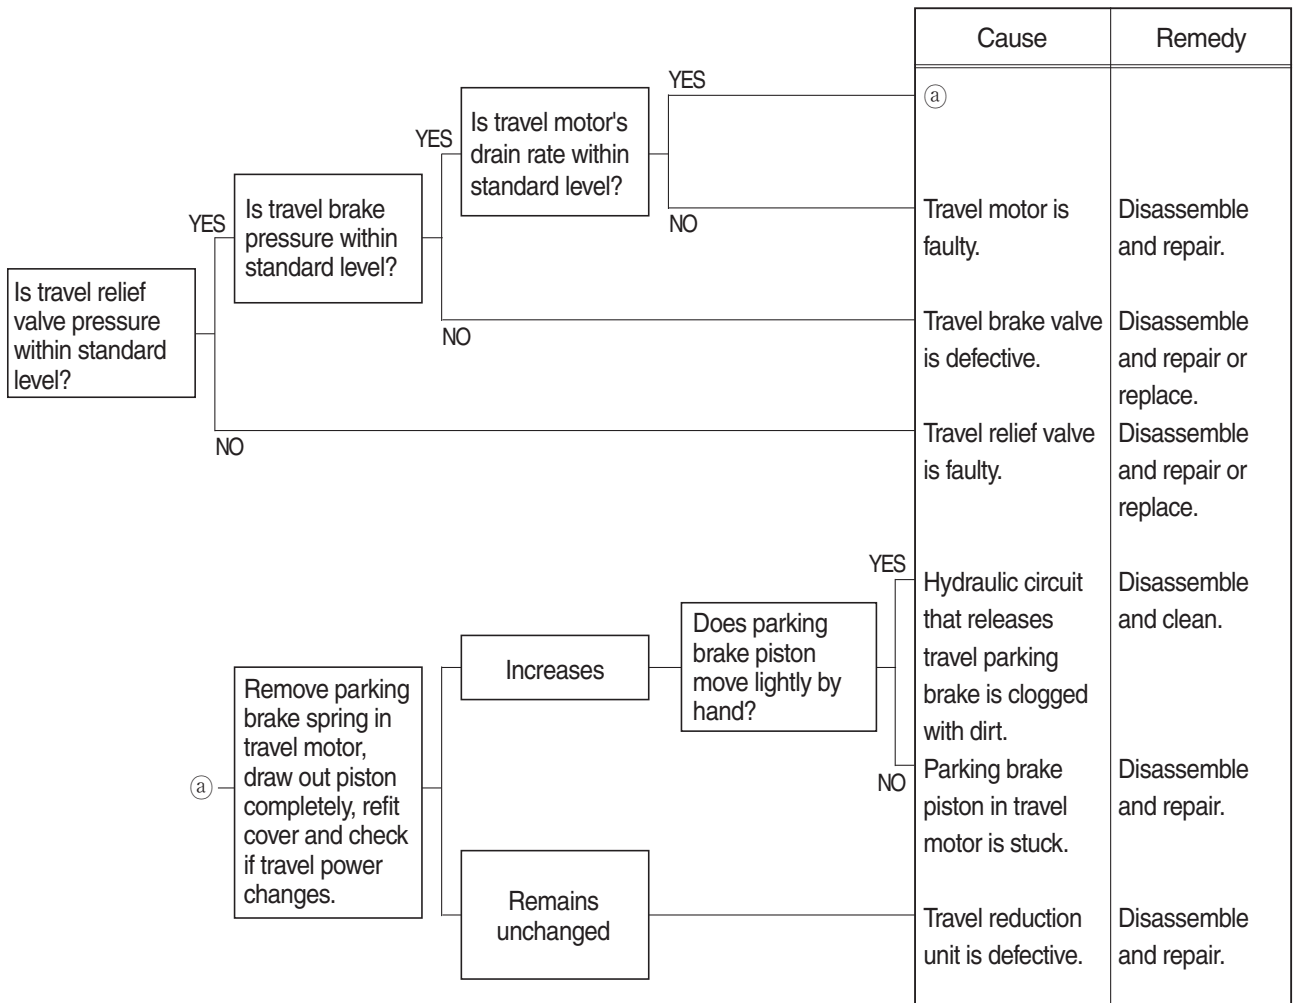 Cause
Remedy
YES
ⓐ
Is travel motor's
drain rate within
standard level?
YES
NO
Travel motor is
faulty.
Disassemble
and repair.
Is travel brake
pressure within
standard level?
YES
NO
Travel brake valve
is defective.
Disassemble
and repair or
replace.
Is travel relief
valve pressure
within standard
level?
NO
Travel relief valve
is faulty.
Disassemble
and repair or
replace.
ⓐ
Remove parking
brake spring in
travel motor,
draw out piston
completely, refit
cover and check
if travel power
changes.
Increases
Does parking
brake piston
move lightly by
hand?
YES
Hydraulic circuit
that releases
travel parking
brake is clogged
with dirt.
Disassemble
and clean.
NO
Parking brake
piston in travel
motor is stuck.
Disassemble
and repair.
Remains
unchanged
Travel reduction
unit is defective.
Disassemble
and repair.